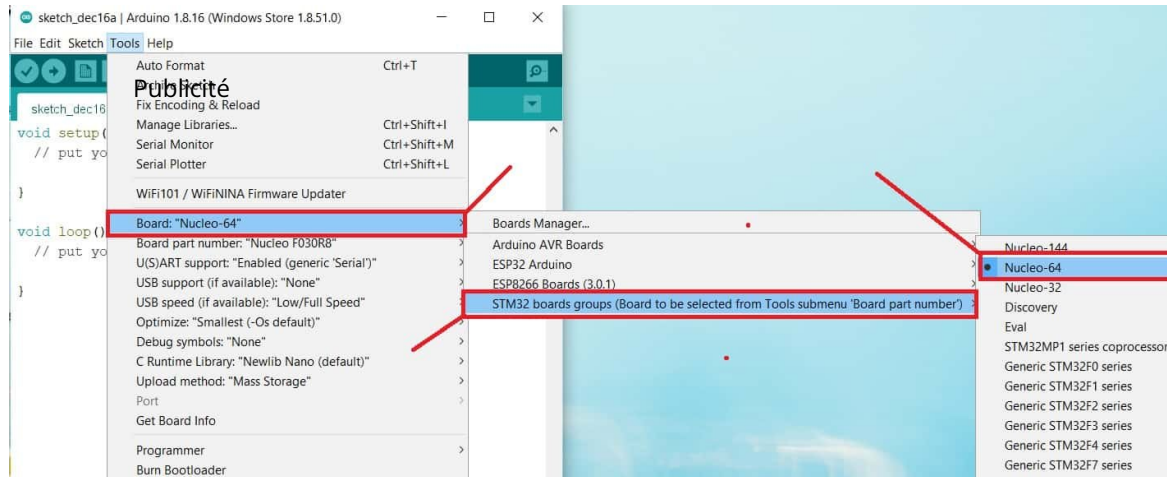 sketch_dec16a | Arduino 1.8.16 (Windows Store 1.8.51.0)
File Edit Sketch Tools Help
Auto Format Ctrl+T
Archive Sketch
Publicité
Fix Encoding & Reload
Manage Libraries... Ctrl+Shift+I
Serial Monitor Ctrl+Shift+M
Serial Plotter Ctrl+Shift+L
WiFi101 / WiFiNINA Firmware Updater
Board: "Nucleo-64"
Board part number: "Nucleo F030R8"
U(S)ART support: "Enabled (generic 'Serial')"
USB support (if available): "None"
USB speed (if available): "Low/Full Speed"
Optimize: "Smallest (-Os default)"
Debug symbols: "None"
C Runtime Library: "Newlib Nano (default)"
Upload method: "Mass Storage"
Port
Get Board Info
Programmer
Burn Bootloader
sketch_dec16
void setup(
// put yo
}
void loop()
// put yo
}
Boards Manager...
Arduino AVR Boards
ESP32 Arduino
ESP8266 Boards (3.0.1)
STM32 boards groups (Board to be selected from Tools submenu 'Board part number')
Nucleo-144
Nucleo-64
Nucleo-32
Discovery
Eval
STM32MP1 series coprocessor
Generic STM32F0 series
Generic STM32F1 series
Generic STM32F2 series
Generic STM32F3 series
Generic STM32F4 series
Generic STM32F7 series